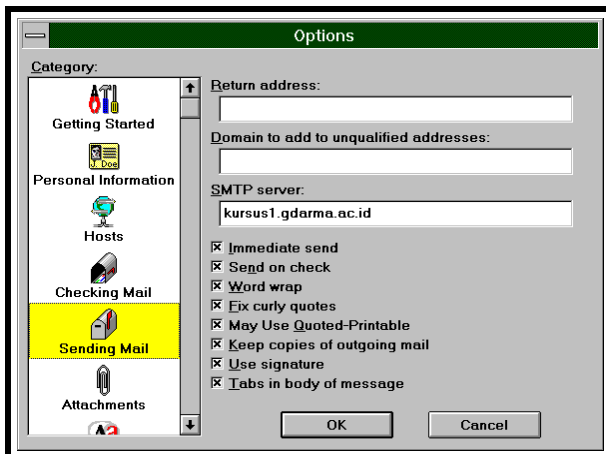 Options
Category:
Getting Started
J. Doe
Personal Information
Hosts
Checking Mail
Sending Mail
Attachments
Aa
Return address:
Domain to add to unqualified addresses:
SMTP server:
kursus1.gdarma.ac.id
Immediate send
Send on check
Word wrap
Fix curly quotes
May Use Quoted-Printable
Keep copies of outgoing mail
Use signature
Tabs in body of message
OK
Cancel